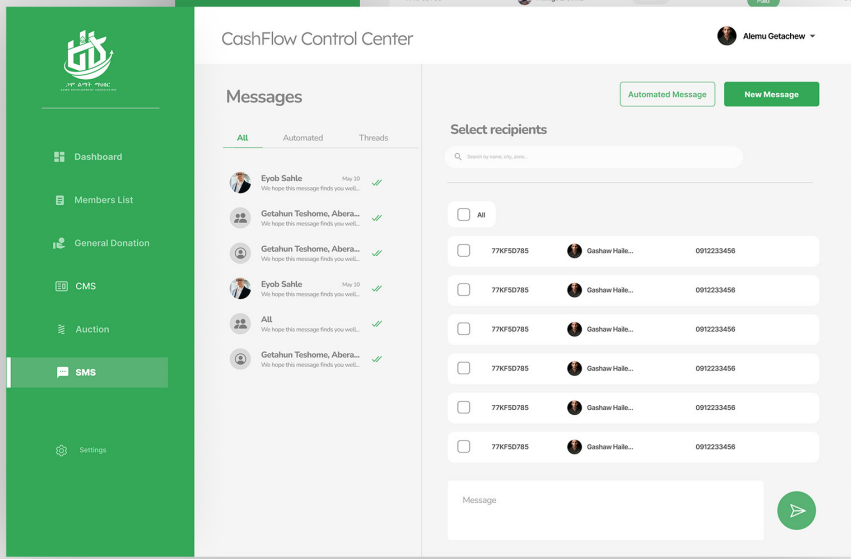 CashFlow Control Center
Alemu Getachew
Dashboard
Members List
General Donation
CMS
Auction
SMS
Settings
Messages
All Automated Threads
Eyob Sahle May 10
We hope this message finds you well...
Getahun Teshome, Abera...
We hope this message finds you well...
Getahun Teshome, Abera...
We hope this message finds you well...
Eyob Sahle May 10
We hope this message finds you well...
All
We hope this message finds you well...
Getahun Teshome, Abera...
We hope this message finds you well...
Automated Message New Message
Select recipients
Search by name, city, zone...
All
77KF5D785 Gashaw Haile... 0912233456
77KF5D785 Gashaw Haile... 0912233456
77KF5D785 Gashaw Haile... 0912233456
77KF5D785 Gashaw Haile... 0912233456
77KF5D785 Gashaw Haile... 0912233456
77KF5D785 Gashaw Haile... 0912233456
Message